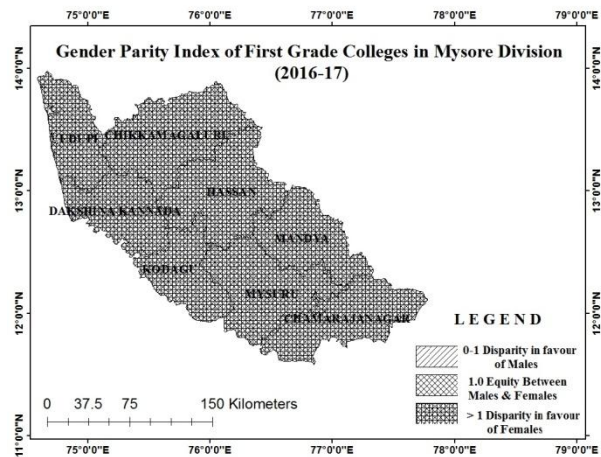 Gender Parity Index of First Grade Colleges in Mysore Division
(2016-17)
75°0'0"E 76°0'0"E 77°0'0"E 78°0'0"E 79°0'0"E
14°0'0"N 14°0'0"N
13°0'0"N 13°0'0"N
12°0'0"N 12°0'0"N
11°0'0"N 11°0'0"N
UDUPI CHIKKAMAGALURU
HASSAN
DAKSHINA KANNADA
MANDYA
KODAGU
MYSURU
CHAMARAJANAGAR
LEGEND
0-1 Disparity in favour
of Males
1.0 Equity Between
Males & Females
> 1 Disparity in favour
of Females
0 37.5 75 150 Kilometers
75°0'0"E 76°0'0"E 77°0'0"E 78°0'0"E 79°0'0"E